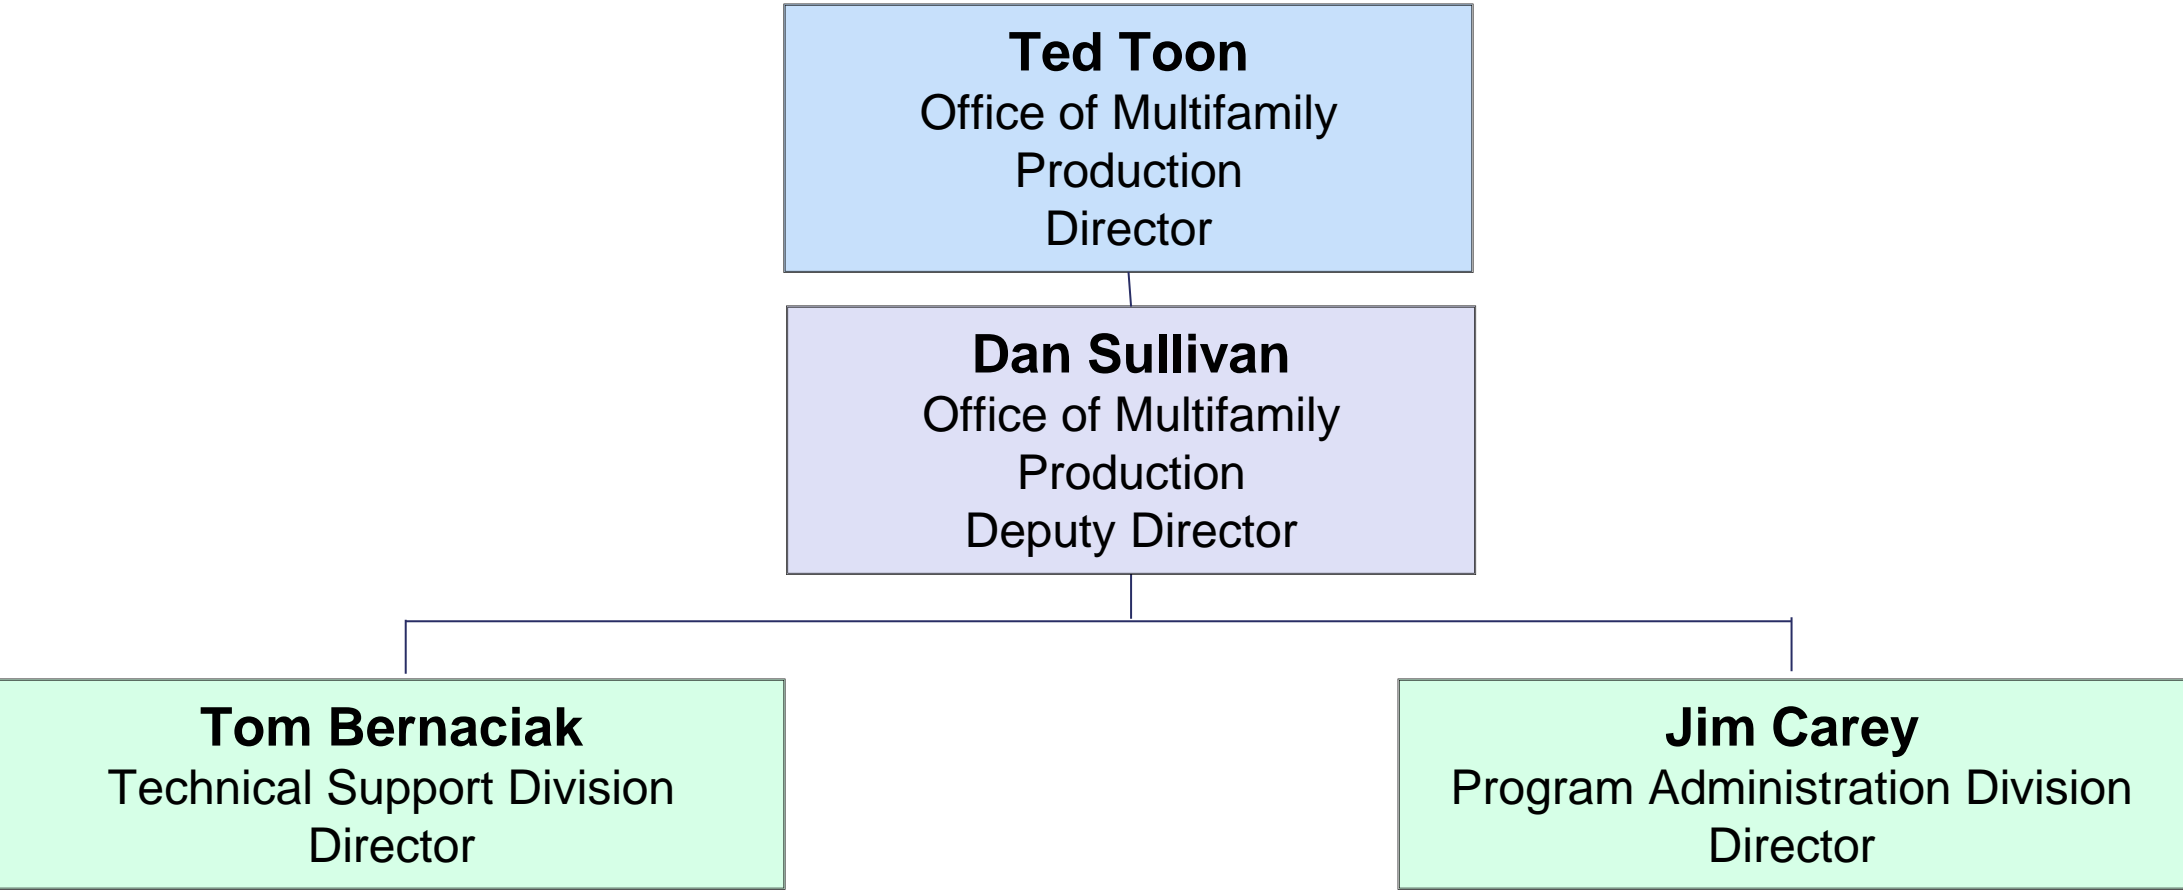 Ted Toon
Office of Multifamily
Production
Director
Dan Sullivan
Office of Multifamily
Production
Deputy Director
Tom Bernaciak
Technical Support Division
Director
Jim Carey
Program Administration Division
Director